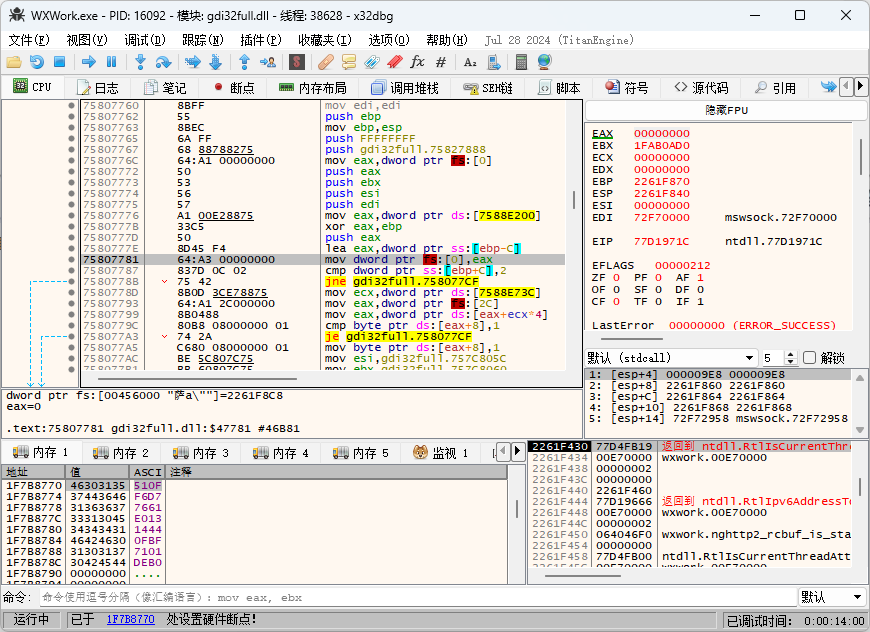 WXWork.exe - PID: 16092 - 模块: gdi32full.dll - 线程: 38628 - x32dbg
文件(F) 视图(V) 调试(D) 跟踪(N) 插件(P) 收藏夹(I) 选项(O) 帮助(H) Jul 28 2024 (TitanEngine)
CPU 日志 笔记 断点 内存布局 调用堆栈 SEH链 脚本 符号 源代码 引用
隐藏FPU
75807760 8BFF mov edi,edi
75807762 55 push ebp
75807763 8BEC mov ebp,esp
75807765 6A FF push FFFFFFFF
75807767 68 88788275 push gdi32full.75827888
7580776C 64:A1 00000000 mov eax,dword ptr fs:[0]
75807772 50 push eax
75807773 53 push ebx
75807774 56 push esi
75807775 57 push edi
75807776 A1 00E28875 mov eax,dword ptr ds:[7588E200]
7580777B 33C5 xor eax,ebp
7580777D 50 push eax
7580777E 8D45 F4 lea eax,dword ptr ss:[ebp-C]
75807781 64:A3 00000000 mov dword ptr fs:[0],eax
75807787 837D 0C 02 cmp dword ptr ss:[ebp+C],2
7580778B 75 42 jne gdi32full.758077CF
7580778D 8B0D 3CE78875 mov ecx,dword ptr ds:[7588E73C]
75807793 64:A1 2C000000 mov eax,dword ptr fs:[2C]
75807799 8B0488 mov eax,dword ptr ds:[eax+ecx*4]
7580779C 80B8 08000000 01 cmp byte ptr ds:[eax+8],1
758077A3 74 2A je gdi32full.758077CF
758077A5 C680 08000000 01 mov byte ptr ds:[eax+8],1
758077AC BE 5C807C75 mov esi,gdi32full.757C805C
758077B1 BB 60807C75 mov ebx,gdi32full.757C8060
EAX 00000000
EBX 1FAB0AD0
ECX 00000000
EDX 00000000
EBP 2261F870
ESP 2261F840
ESI 00000000
EDI 72F70000 mswsock.72F70000
EIP 77D1971C ntdll.77D1971C
EFLAGS 00000212
ZF 0 PF 0 AF 1
OF 0 SF 0 DF 0
CF 0 TF 0 IF 1
LastError 00000000 (ERROR_SUCCESS)
默认 (stdcall) 5 解锁
1: [esp+4] 000009E8 000009E8
2: [esp+8] 2261F860 2261F860
3: [esp+C] 2261F864 2261F864
4: [esp+10] 2261F868 2261F868
5: [esp+14] 72F72958 mswsock.72F72958
dword ptr fs:[00456000 "萨a\""]=2261F8C8
eax=0
.text:75807781 gdi32full.dll:$47781 #46B81
内存 1 内存 2 内存 3 内存 4 内存 5 监视 1
地址 值 ASCI 注释
1F7B8770 46303135 510F
1F7B8774 37443646 F6D7
1F7B8778 31363637 7661
1F7B877C 33313045 E013
1F7B8780 34343431 1444
1F7B8784 46424630 0FBF
1F7B8788 31303137 7101
1F7B878C 30424544 DEB0
1F7B8790 00000000 ....
2261F430 77D4FB19 返回到 ntdll.RtlIsCurrentThre
2261F434 00E70000 wxwork.00E70000
2261F438 00000002
2261F43C 00000000
2261F440 2261F460
2261F444 77D19666 返回到 ntdll.RtlIpv6AddressTo
2261F448 00E70000 wxwork.00E70000
2261F44C 00000002
2261F450 064046F0 wxwork.nghttp2_rcbuf_is_sta
2261F454 00000000
2261F458 77D4FB00 ntdll.RtlIsCurrentThreadAtt
2261F45C 00E70000 wxwork.00E70000
命令: 命令使用逗号分隔（像汇编语言）: mov eax, ebx 默认
运行中 已于 1F7B8770 处设置硬件断点! 已调试时间: 0:00:14:00